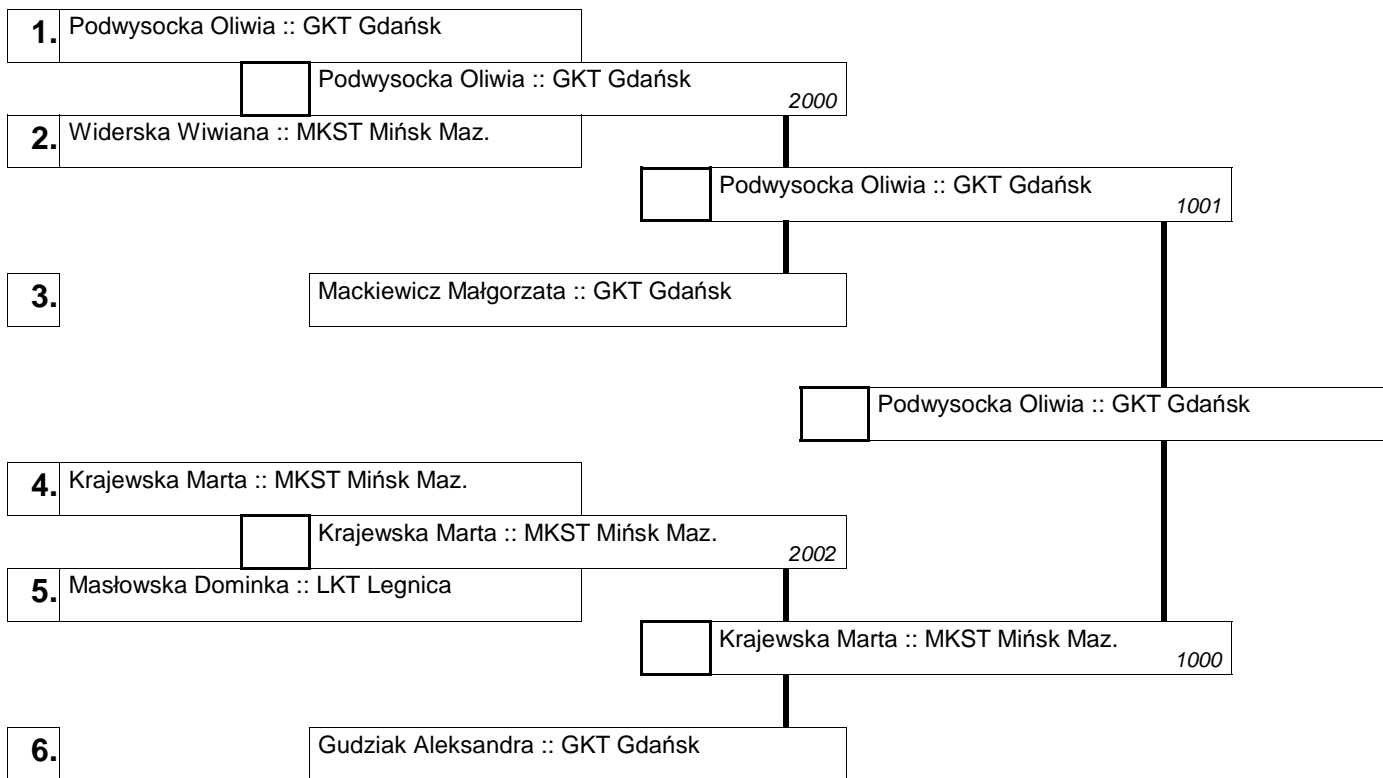 1. Podwysocka Oliwia :: GKT Gdańsk
Podwysocka Oliwia :: GKT Gdańsk
2000
2. Widerska Wiwiana :: MKST Mińsk Maz.
Podwysocka Oliwia :: GKT Gdańsk
1001
3. Mackiewicz Małgorzata :: GKT Gdańsk
Podwysocka Oliwia :: GKT Gdańsk
4. Krajewska Marta :: MKST Mińsk Maz.
Krajewska Marta :: MKST Mińsk Maz.
2002
5. Masłowska Dominka :: LKT Legnica
Krajewska Marta :: MKST Mińsk Maz.
1000
6. Gudziak Aleksandra :: GKT Gdańsk